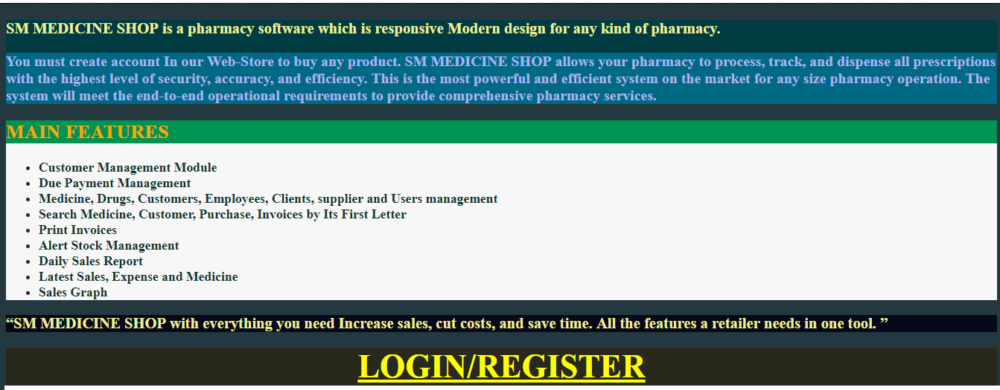 SM MEDICINE SHOP is a pharmacy software which is responsive Modern design for any kind of pharmacy.
You must create account In our Web-Store to buy any product. SM MEDICINE SHOP allows your pharmacy to process, track, and dispense all prescriptions
with the highest level of security, accuracy, and efficiency. This is the most powerful and efficient system on the market for any size pharmacy operation. The
system will meet the end-to-end operational requirements to provide comprehensive pharmacy services.
MAIN FEATURES
• Customer Management Module
• Due Payment Management
• Medicine, Drugs, Customers, Employees, Clients, supplier and Users management
• Search Medicine, Customer, Purchase, Invoices by Its First Letter
• Print Invoices
• Alert Stock Management
• Daily Sales Report
• Latest Sales, Expense and Medicine
• Sales Graph
“SM MEDICINE SHOP with everything you need Increase sales, cut costs, and save time. All the features a retailer needs in one tool. ”
LOGIN/REGISTER